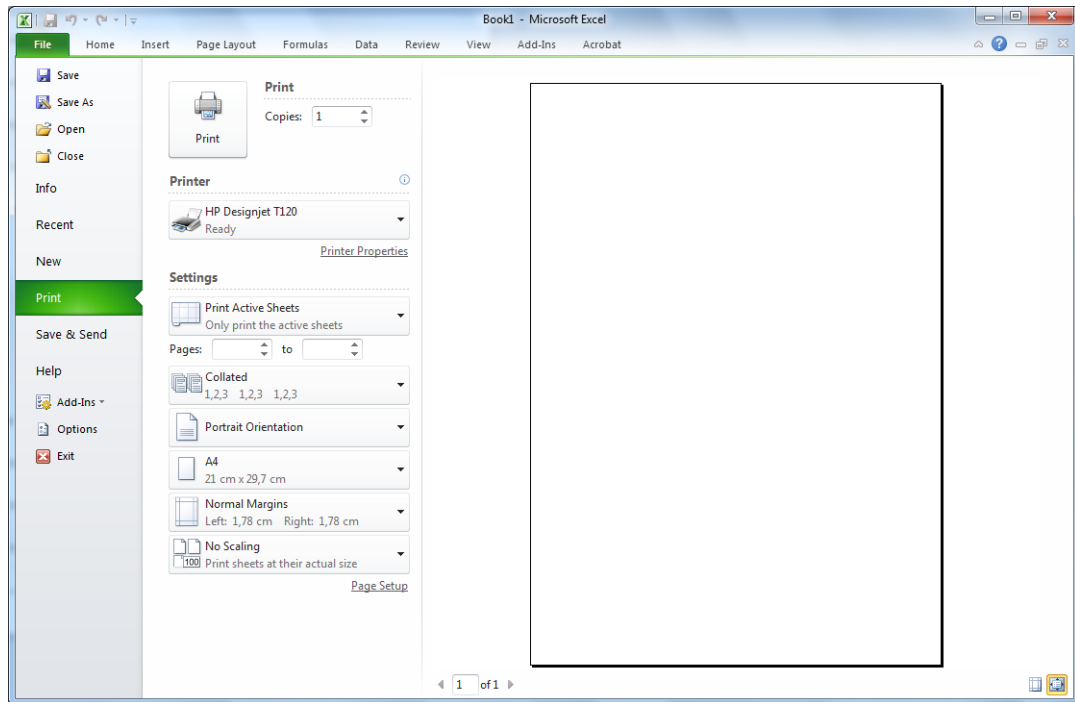 Book1 - Microsoft Excel
File Home Insert Page Layout Formulas Data Review View Add-Ins Acrobat
Save
Save As
Open
Close
Info
Recent
New
Print
Save & Send
Help
Add-Ins
Options
Exit
Print
Print
Copies: 1
Printer
HP Designjet T120
Ready
Printer Properties
Settings
Print Active Sheets
Only print the active sheets
Pages: to
Collated
1,2,3 1,2,3 1,2,3
Portrait Orientation
A4
21 cm x 29,7 cm
Normal Margins
Left: 1,78 cm Right: 1,78 cm
No Scaling
100 Print sheets at their actual size
Page Setup
1 of 1